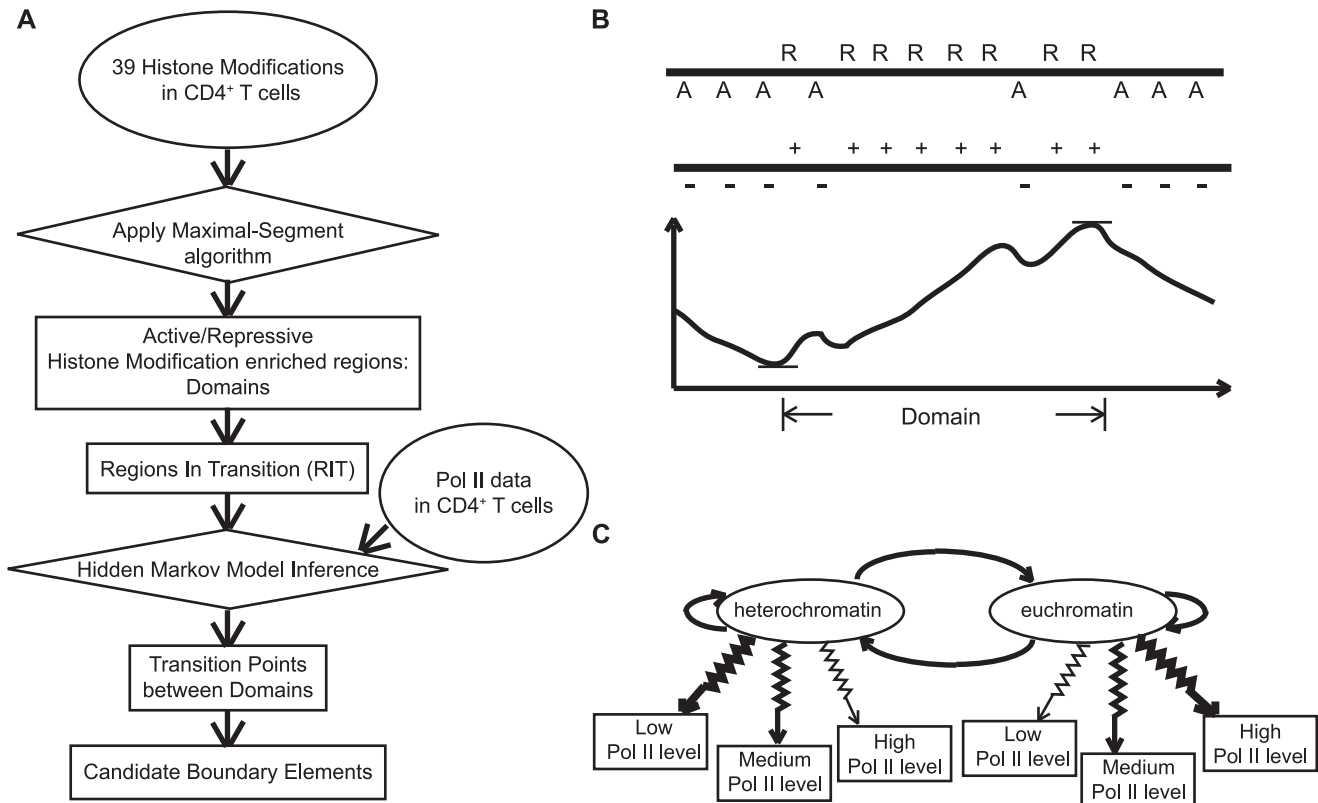 A
39 Histone Modifications
in CD4⁺ T cells
Apply Maximal-Segment
algorithm
Active/Repressive
Histone Modification enriched regions:
Domains
Regions In Transition (RIT)
Pol II data
in CD4⁺ T cells
Hidden Markov Model Inference
Transition Points
between Domains
Candidate Boundary Elements
B
R R R R R R R R
A A A A A A A A
+ + + + + + + +
- - - - - - - -
Domain
C
heterochromatin
euchromatin
Low
Pol II level
Medium
Pol II level
High
Pol II level
Low
Pol II level
Medium
Pol II level
High
Pol II level